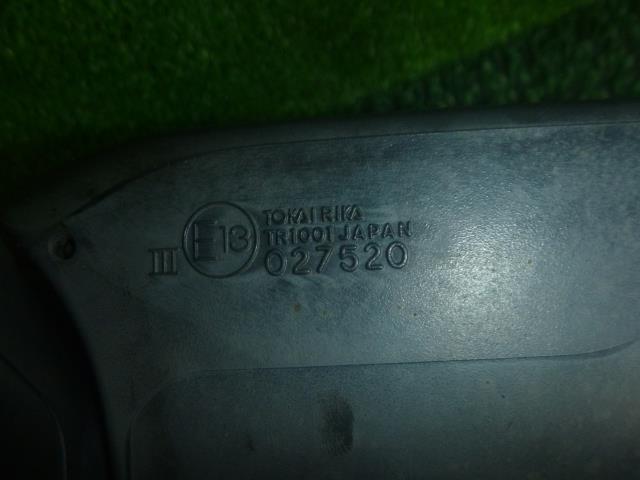 TOKAI RIKA
TR1001 JAPAN
III E13 027520